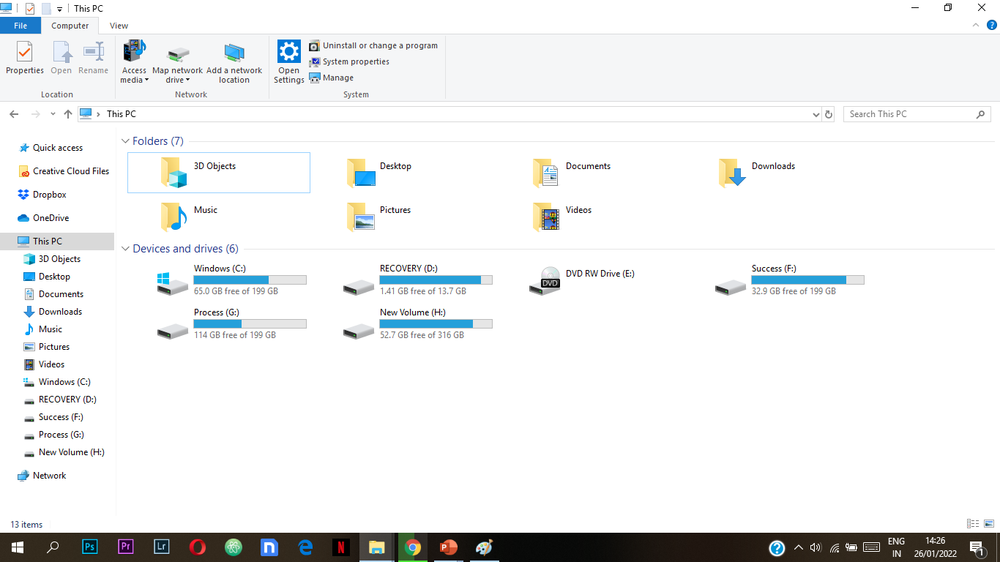 This PC
File Computer View
Properties Open Rename Access media Map network drive Add a network location Open Settings Uninstall or change a program
System properties
Manage
Location Network System
This PC
Search This PC
Quick access
Creative Cloud Files
Dropbox
OneDrive
This PC
3D Objects
Desktop
Documents
Downloads
Music
Pictures
Videos
Windows (C:)
RECOVERY (D:)
Success (F:)
Process (G:)
New Volume (H:)
Network
Folders (7)
3D Objects
Desktop
Documents
Downloads
Music
Pictures
Videos
Devices and drives (6)
Windows (C:)
65.0 GB free of 199 GB
RECOVERY (D:)
1.41 GB free of 13.7 GB
DVD
DVD RW Drive (E:)
Success (F:)
32.9 GB free of 199 GB
Process (G:)
114 GB free of 199 GB
New Volume (H:)
52.7 GB free of 316 GB
13 items
Ps Pr Lr n e N P ?
ENG
IN
14:26
26/01/2022
1